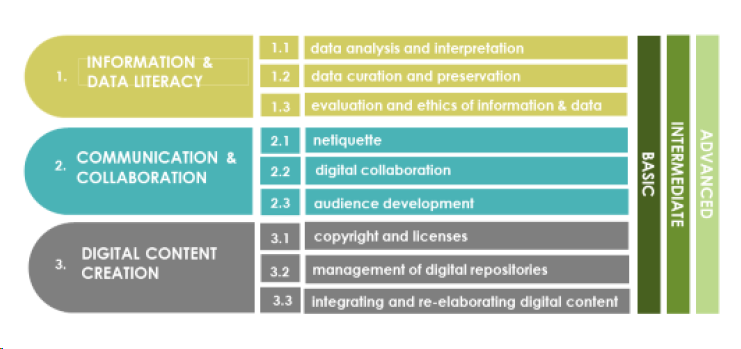 1.
INFORMATION &
DATA LITERACY
1.1 data analysis and interpretation
1.2 data curation and preservation
1.3 evaluation and ethics of information & data
2.
COMMUNICATION &
COLLABORATION
2.1 netiquette
2.2 digital collaboration
2.3 audience development
3.
DIGITAL CONTENT
CREATION
3.1 copyright and licenses
3.2 management of digital repositories
3.3 integrating and re-elaborating digital content
BASIC
INTERMEDIATE
ADVANCED